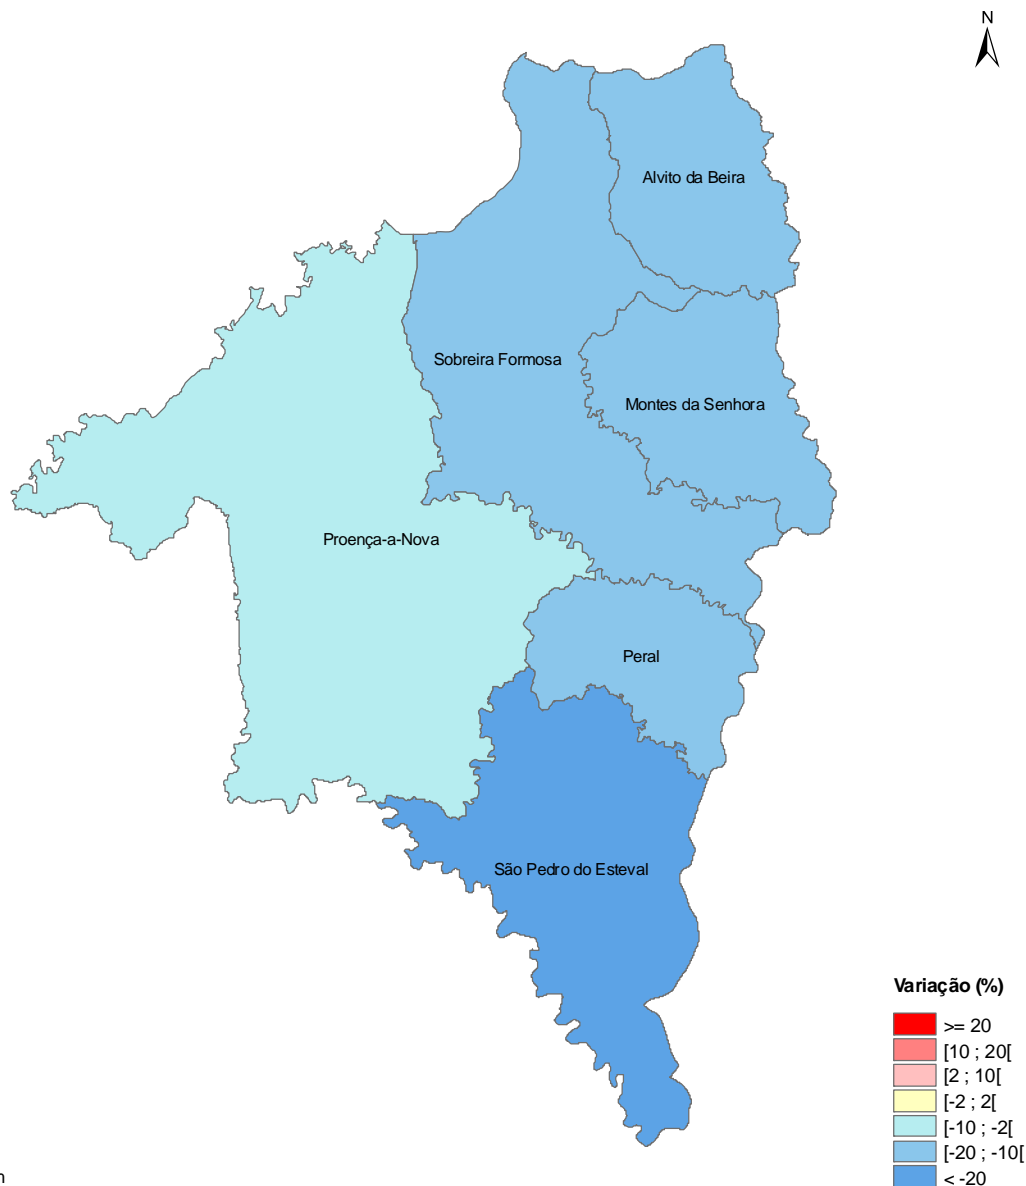 N
Alvito da Beira
Sobreira Formosa
Montes da Senhora
Proença-a-Nova
Peral
São Pedro do Esteval
Variação (%)
>= 20
[10 ; 20[
[2 ; 10[
[-2 ; 2[
[-10 ; -2[
[-20 ; -10[
< -20